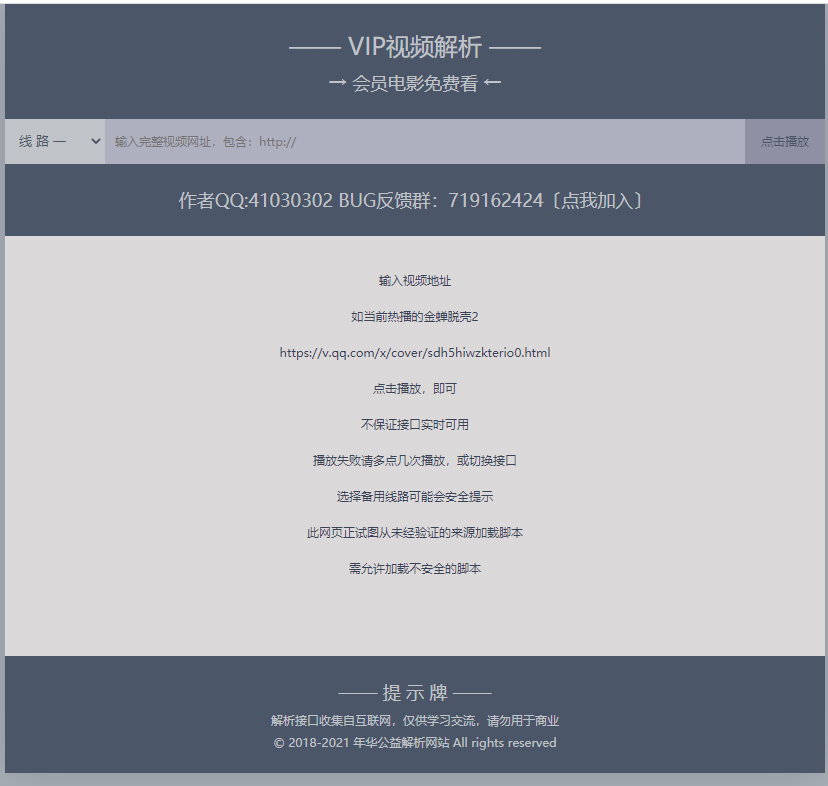 —— VIP视频解析 ——
→ 会员电影免费看 ←
线 路 一
输入完整视频网址，包含：http://
点击播放
作者QQ:41030302 BUG反馈群：719162424〔点我加入〕
输入视频地址
如当前热播的金蝉脱壳2
https://v.qq.com/x/cover/sdh5hiwzkterio0.html
点击播放，即可
不保证接口实时可用
播放失败请多点几次播放，或切换接口
选择备用线路可能会安全提示
此网页正试图从未经验证的来源加载脚本
需允许加载不安全的脚本
—— 提 示 牌 ——
解析接口收集自互联网，仅供学习交流，请勿用于商业
© 2018-2021 年华公益解析网站 All rights reserved